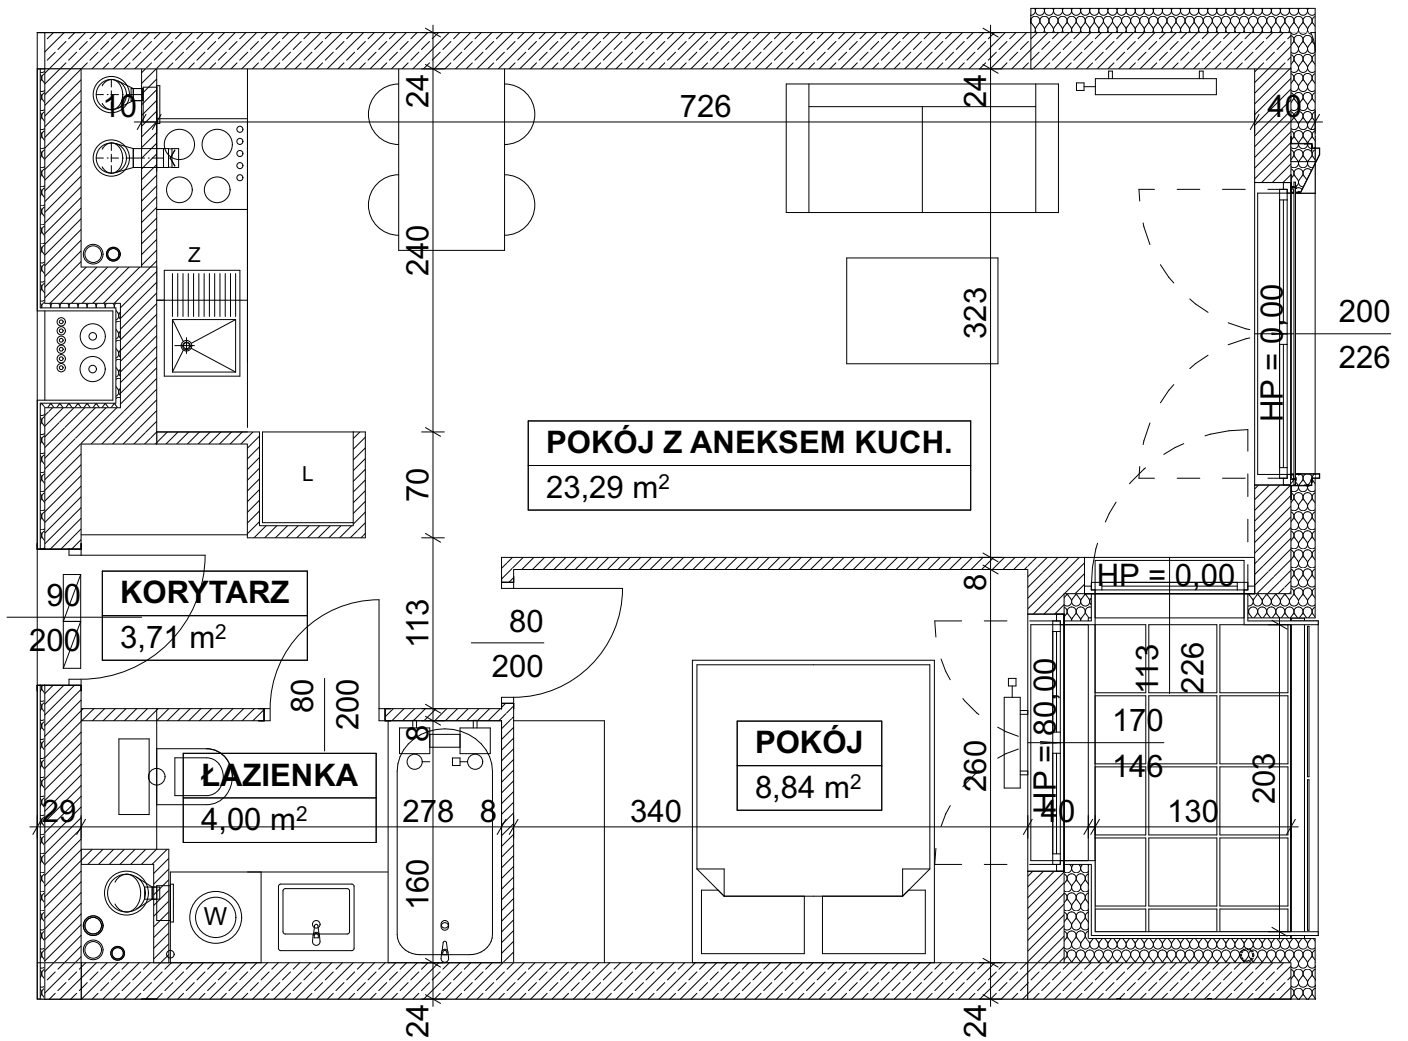 24
24
10
726
40
Z
240
323
HP = 0,00
200
226
POKÓJ Z ANEKSEM KUCH.
23,29 m²
L
70
HP = 0,00
8
90
200
KORYTARZ
3,71 m²
113
80
200
80
200
113
226
8
POKÓJ
8,84 m²
260
HP = 80,00
170
146
203
ŁAZIENKA
4,00 m²
29
278
8
340
40
130
160
W
24
24